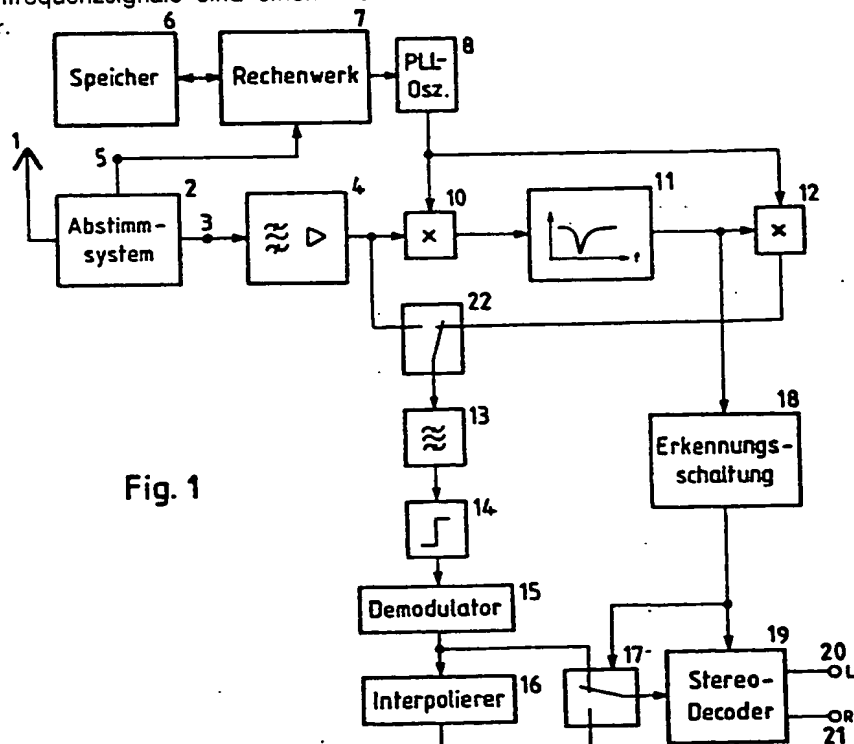 r.
6
7
8
Speicher
Rechenwerk
PLL-
Osz.
1
5
2
4
10
11
12
Abstimm-
system
3
x
f
x
22
13
18
Erkennungs-
schaltung
Fig. 1
14
15
Demodulator
17
19
20
L
16
Interpolierer
Stereo-
Decoder
R
21